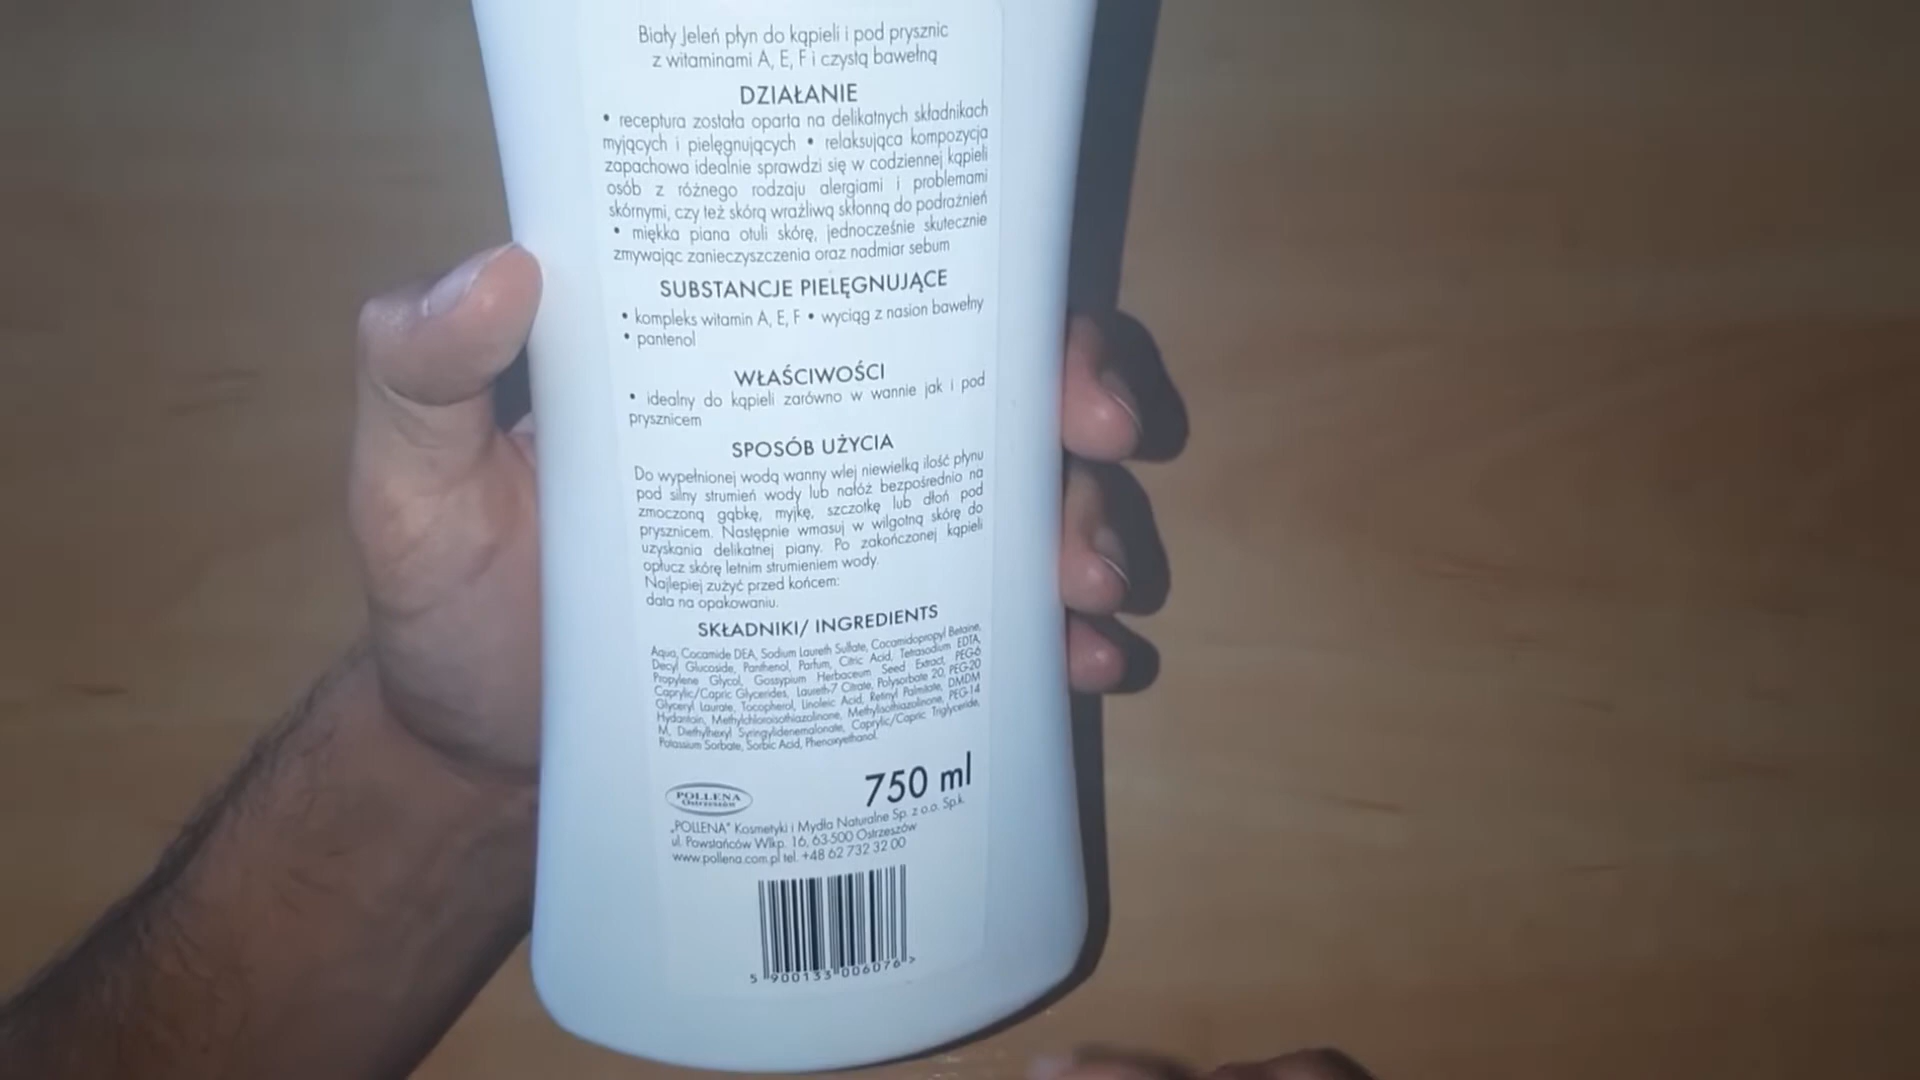 Biały Jeleń płyn do kąpieli i pod prysznic
z witaminami A, E, F i czystą bawełną
DZIAŁANIE
• receptura została oparta na delikatnych składnikach
myjących i pielęgnujących • relaksująca kompozycja
zapachowa idealnie sprawdzi się w codziennej kąpieli
osób z różnego rodzaju alergiami i problemami
skórnymi, czy też skórą wrażliwą skłonną do podrażnień
• miękka piana otuli skórę, jednocześnie skutecznie
zmywając zanieczyszczenia oraz nadmiar sebum
SUBSTANCJE PIELĘGNUJĄCE
• kompleks witamin A, E, F • wyciąg z nasion bawełny
• pantenol
WŁAŚCIWOŚCI
• idealny do kąpieli zarówno w wannie jak i pod
prysznicem
SPOSÓB UŻYCIA
Do wypełnionej wodą wanny wlej niewielką ilość płynu
pod silny strumień wody lub nałóż bezpośrednio na
zmoczoną gąbkę, myjkę, szczotkę lub dłoń pod
prysznicem. Następnie wmasuj w wilgotną skórę do
uzyskania delikatnej piany. Po zakończonej kąpieli
opłucz skórę letnim strumieniem wody.
Najlepiej zużyć przed końcem:
data na opakowaniu.
SKŁADNIKI/ INGREDIENTS
Aqua, Cocamide DEA, Sodium Laureth Sulfate, Cocamidopropyl Betaine,
Decyl Glucoside, Panthenol, Parfum, Citric Acid, Tetrasodium EDTA,
Propylene Glycol, Gossypium Herbaceum Seed Extract, PEG-6
Caprylic/Capric Glycerides, Laureth-7 Citrate, Polysorbate 20, PEG-20
Glyceryl Laurate, Tocopherol, Linoleic Acid, Retinyl Palmitate, DMDM
Hydantoin, Methylchloroisothiazolinone, Methylisothiazolinone, PEG-14
M, Diethylhexyl Syringylidenemalonate, Caprylic/Capric Triglyceride,
Potassium Sorbate, Sorbic Acid, Phenoxyethanol.
750 ml
POLLENA
Ostrzeszów
„POLLENA" Kosmetyki i Mydła Naturalne Sp. z o.o. Sp.k.
ul. Powstańców Wlkp. 16, 63-500 Ostrzeszów
www.pollena.com.pl tel. +48 62 732 32 00
5 900133 006076 >